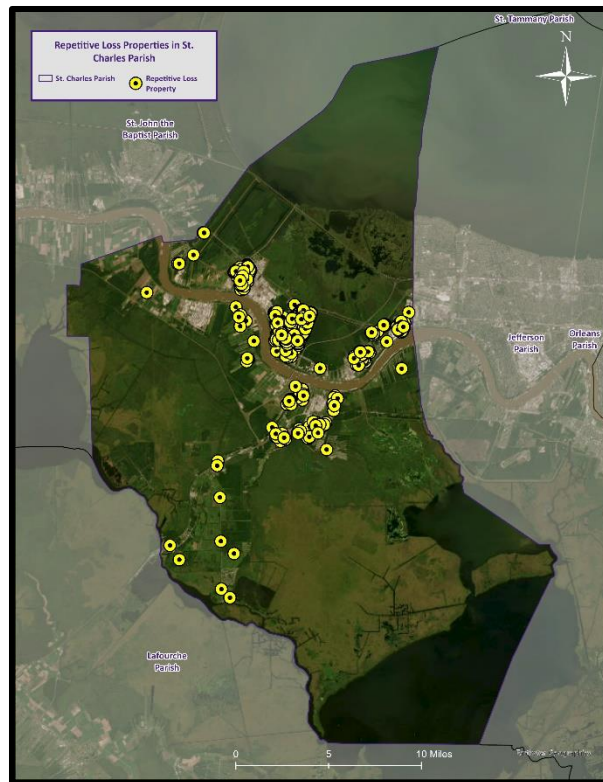 St. Tammany Parish
Repetitive Loss Properties in St.
Charles Parish
St. Charles Parish
Repetitive Loss
Property
N
St. John the
Baptist Parish
Jefferson
Parish
Orleans
Parish
Lafourche
Parish
0 5 10 Miles